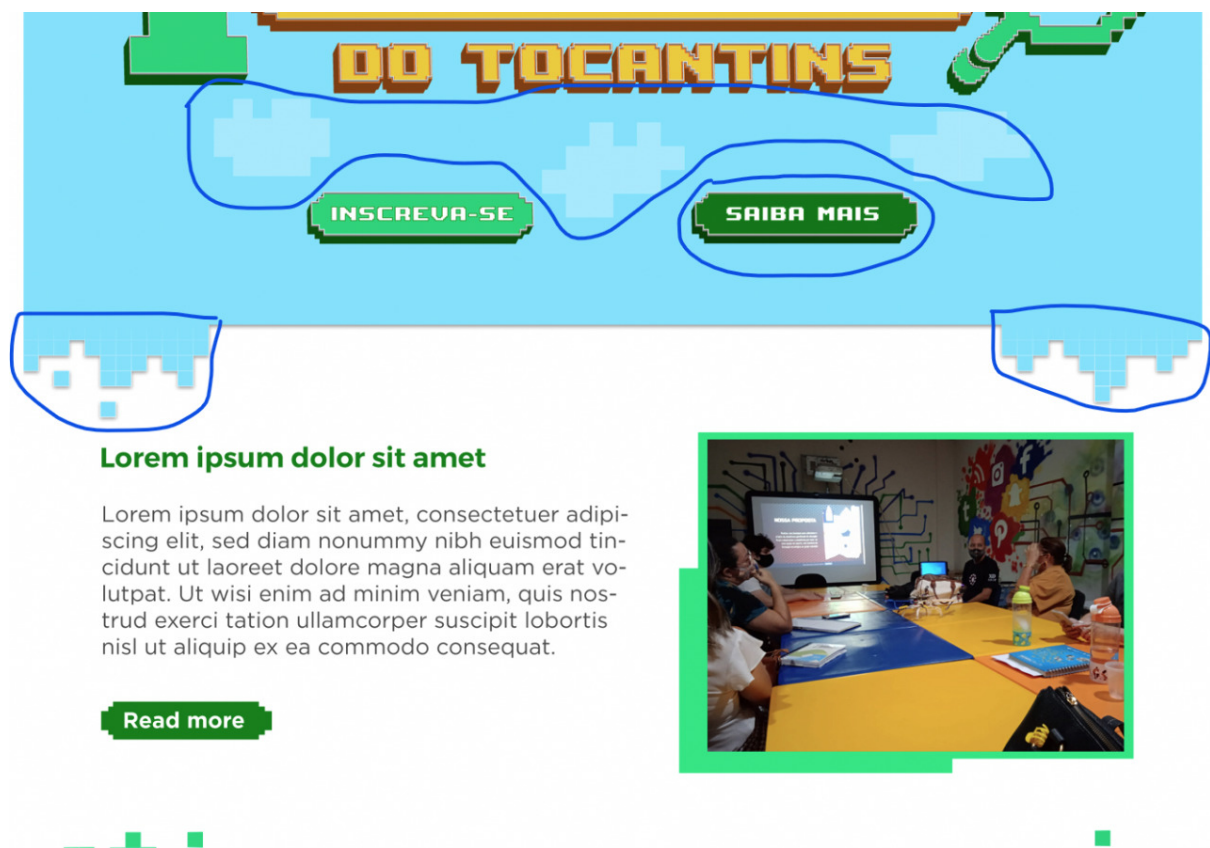 DO TOCANTINS
INSCREVA-SE
SAIBA MAIS
Lorem ipsum dolor sit amet
Lorem ipsum dolor sit amet, consectetuer adipi-
scing elit, sed diam nonummy nibh euismod tin-
cidunt ut laoreet dolore magna aliquam erat vo-
lutpat. Ut wisi enim ad minim veniam, quis nos-
trud exerci tation ullamcorper suscipit lobortis
nisl ut aliquip ex ea commodo consequat.
NOSSA PROPOSTA
Read more